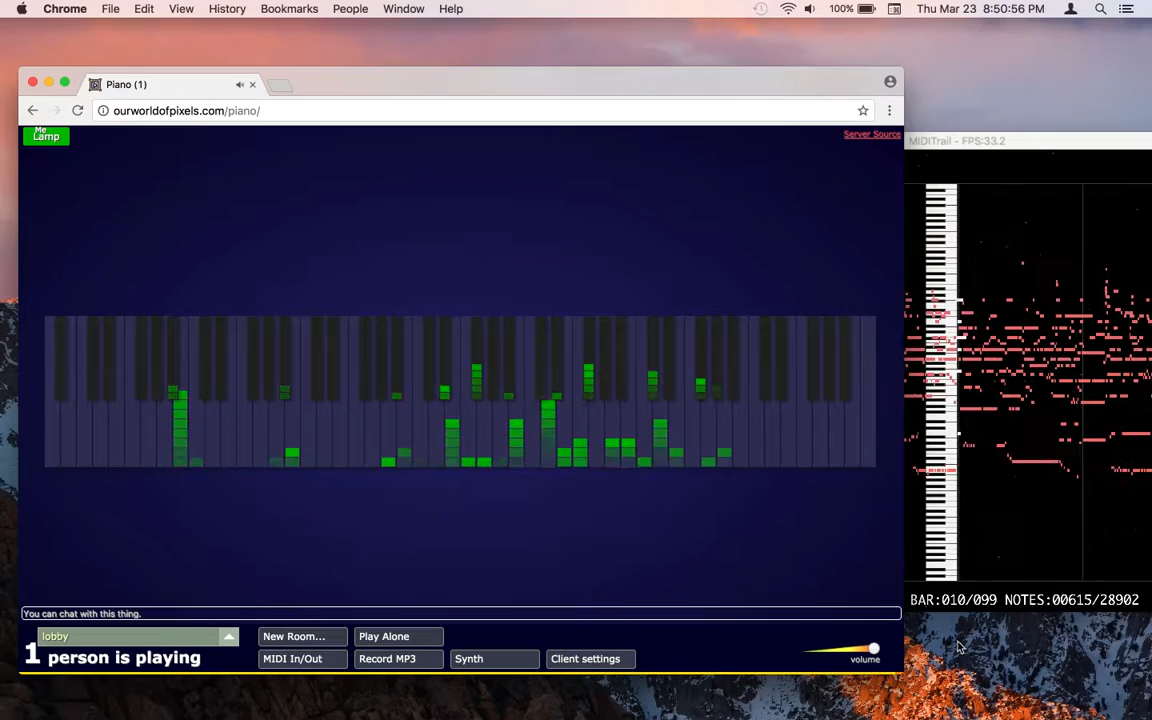 Chrome File Edit View History Bookmarks People Window Help 100% Thu Mar 23 8:50:56 PM
Piano (1)
ourworldofpixels.com/piano/
Me
Lamp
Server Source
MIDITrail - FPS:33.2
BAR:010/099 NOTES:00615/28902
You can chat with this thing.
lobby
New Room...
Play Alone
1 person is playing
MIDI In/Out
Record MP3
Synth
Client settings
volume